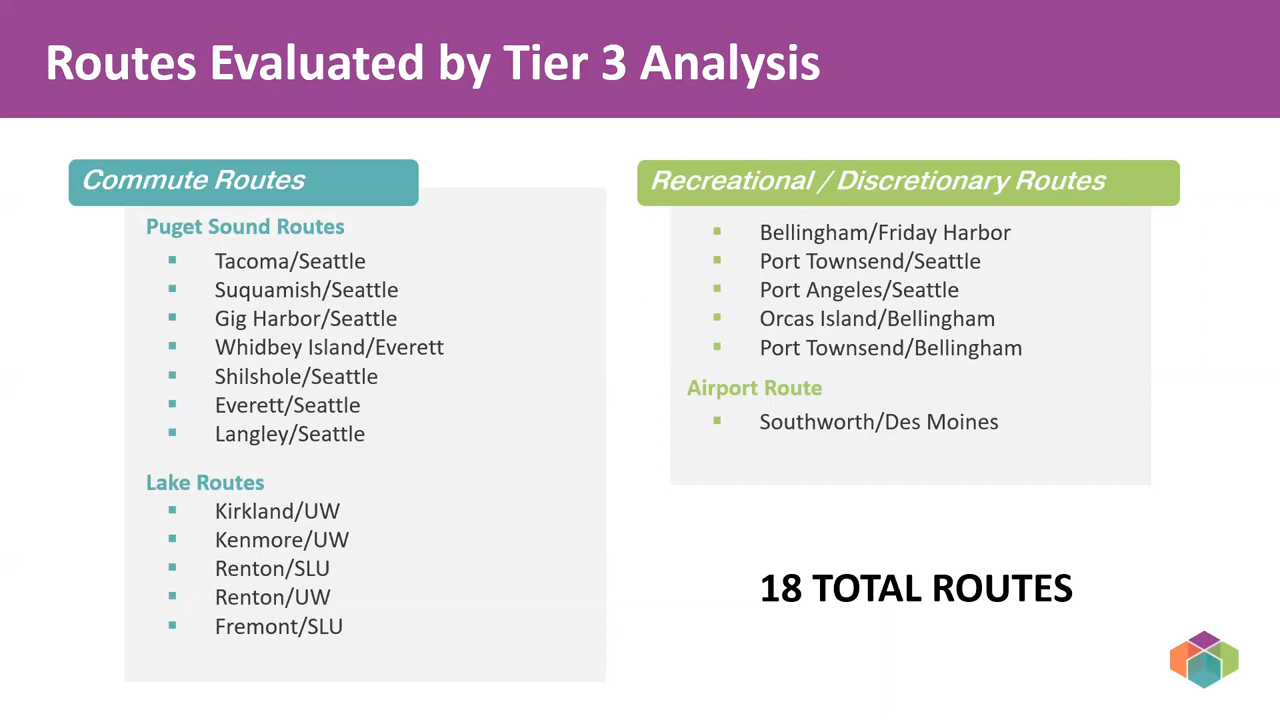 Routes Evaluated by Tier 3 Analysis
Commute Routes
Puget Sound Routes
Tacoma/Seattle
Suquamish/Seattle
Gig Harbor/Seattle
Whidbey Island/Everett
Shilshole/Seattle
Everett/Seattle
Langley/Seattle
Lake Routes
Kirkland/UW
Kenmore/UW
Renton/SLU
Renton/UW
Fremont/SLU
Recreational / Discretionary Routes
Bellingham/Friday Harbor
Port Townsend/Seattle
Port Angeles/Seattle
Orcas Island/Bellingham
Port Townsend/Bellingham
Airport Route
Southworth/Des Moines
18 TOTAL ROUTES